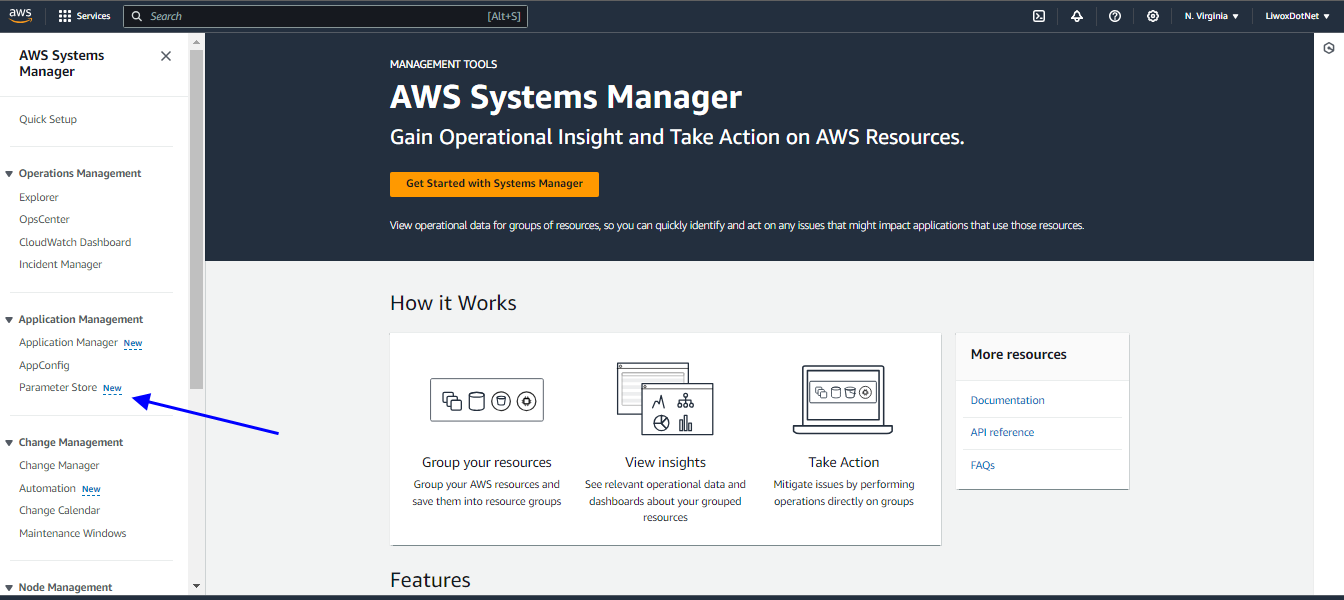 aws
Services
Search
[Alt+S]
N. Virginia
LiwoxDotNet
AWS Systems
Manager
Quick Setup
Operations Management
Explorer
OpsCenter
CloudWatch Dashboard
Incident Manager
Application Management
Application Manager New
AppConfig
Parameter Store New
Change Management
Change Manager
Automation New
Change Calendar
Maintenance Windows
Node Management
MANAGEMENT TOOLS
AWS Systems Manager
Gain Operational Insight and Take Action on AWS Resources.
Get Started with Systems Manager
View operational data for groups of resources, so you can quickly identify and act on any issues that might impact applications that use those resources.
How it Works
Group your resources
Group your AWS resources and
save them into resource groups
View insights
See relevant operational data and
dashboards about your grouped
resources
Take Action
Mitigate issues by performing
operations directly on groups
More resources
Documentation
API reference
FAQs
Features